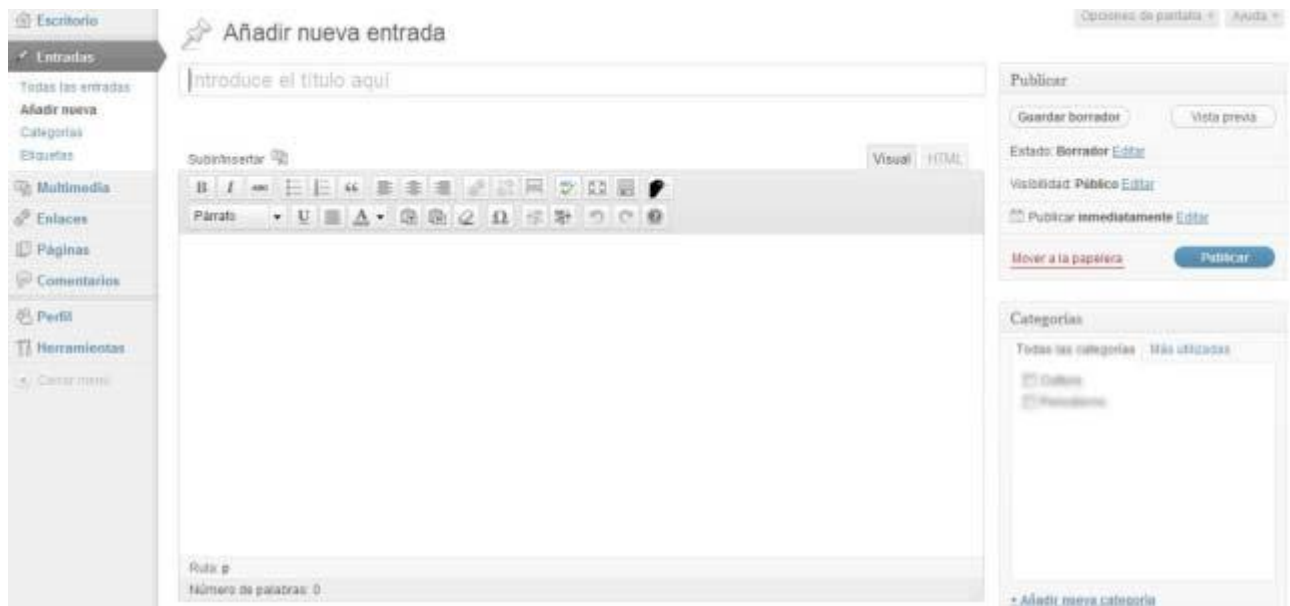 Escritorio
Entradas
Todas las entradas
Añadir nueva
Categorías
Etiquetas
Multimedia
Enlaces
Páginas
Comentarios
Perfil
Herramientas
Cerrar menú
Añadir nueva entrada
Opciones de pantalla
Ayuda
Introduce el título aquí
Subir/Insertar
Visual HTML
B I ABC
Párrafo U A Ω
Ruta: p
Número de palabras: 0
Publicar
Guardar borrador Vista previa
Estado: Borrador Editar
Visibilidad: Público Editar
Publicar inmediatamente Editar
Mover a la papelera Publicar
Categorías
Todas las categorías Más utilizadas
Cultura
Periodismo
+ Añadir nueva categoría